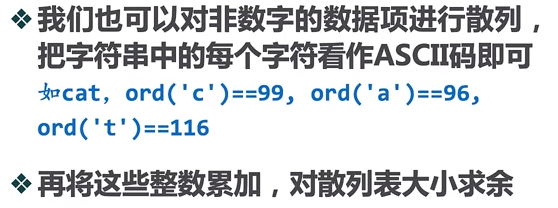 ❖我们也可以对非数字的数据项进行散列，
把字符串中的每个字符看作ASCII码即可
如cat，ord('c')==99, ord('a')==96,
ord('t')==116
❖再将这些整数累加，对散列表大小求余